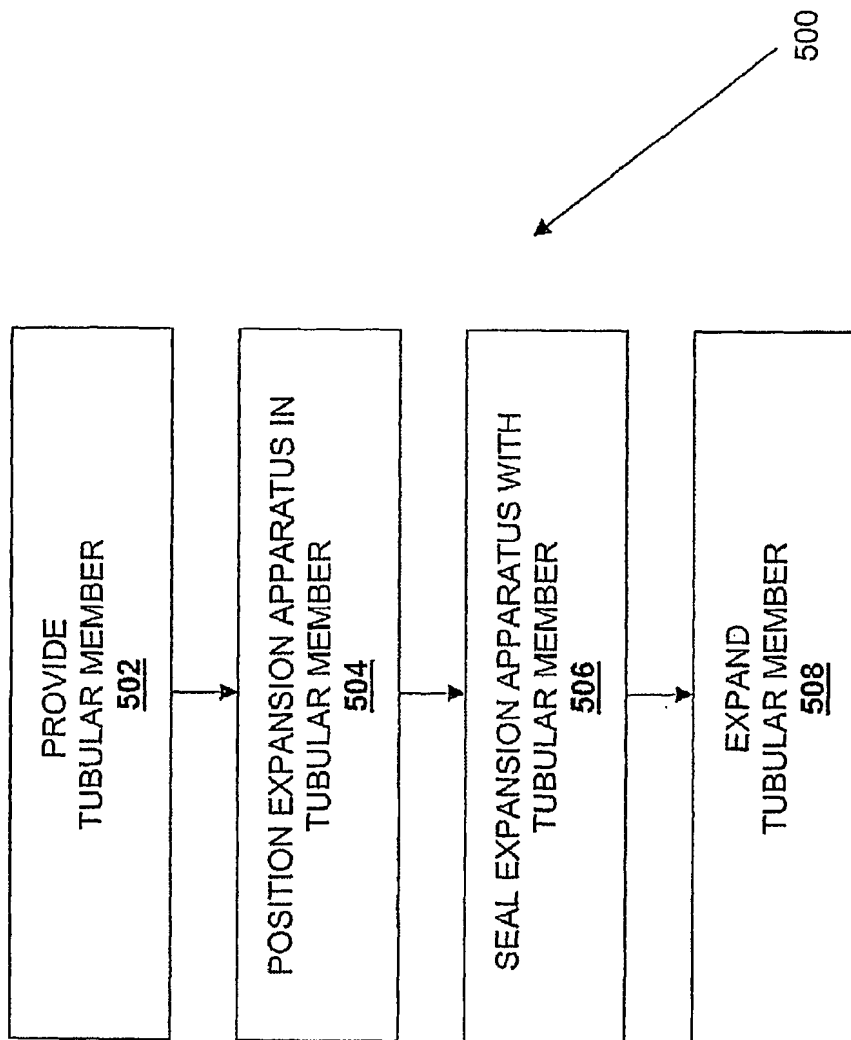 PROVIDE
TUBULAR MEMBER
502
POSITION EXPANSION APPARATUS IN
TUBULAR MEMBER
504
SEAL EXPANSION APPARATUS WITH
TUBULAR MEMBER
506
EXPAND
TUBULAR MEMBER
508
500